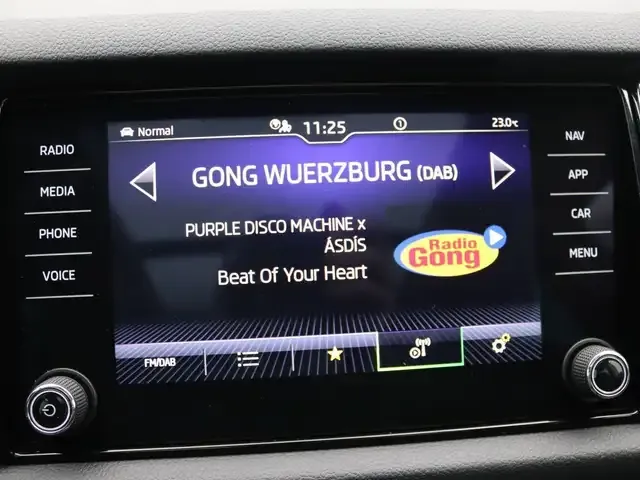 Normal
11:25
1
23.0°C
RADIO
MEDIA
PHONE
VOICE
GONG WUERZBURG (DAB)
PURPLE DISCO MACHINE x
ÁSDÍS
Beat Of Your Heart
Radio
Gong
FM/DAB
NAV
APP
CAR
MENU